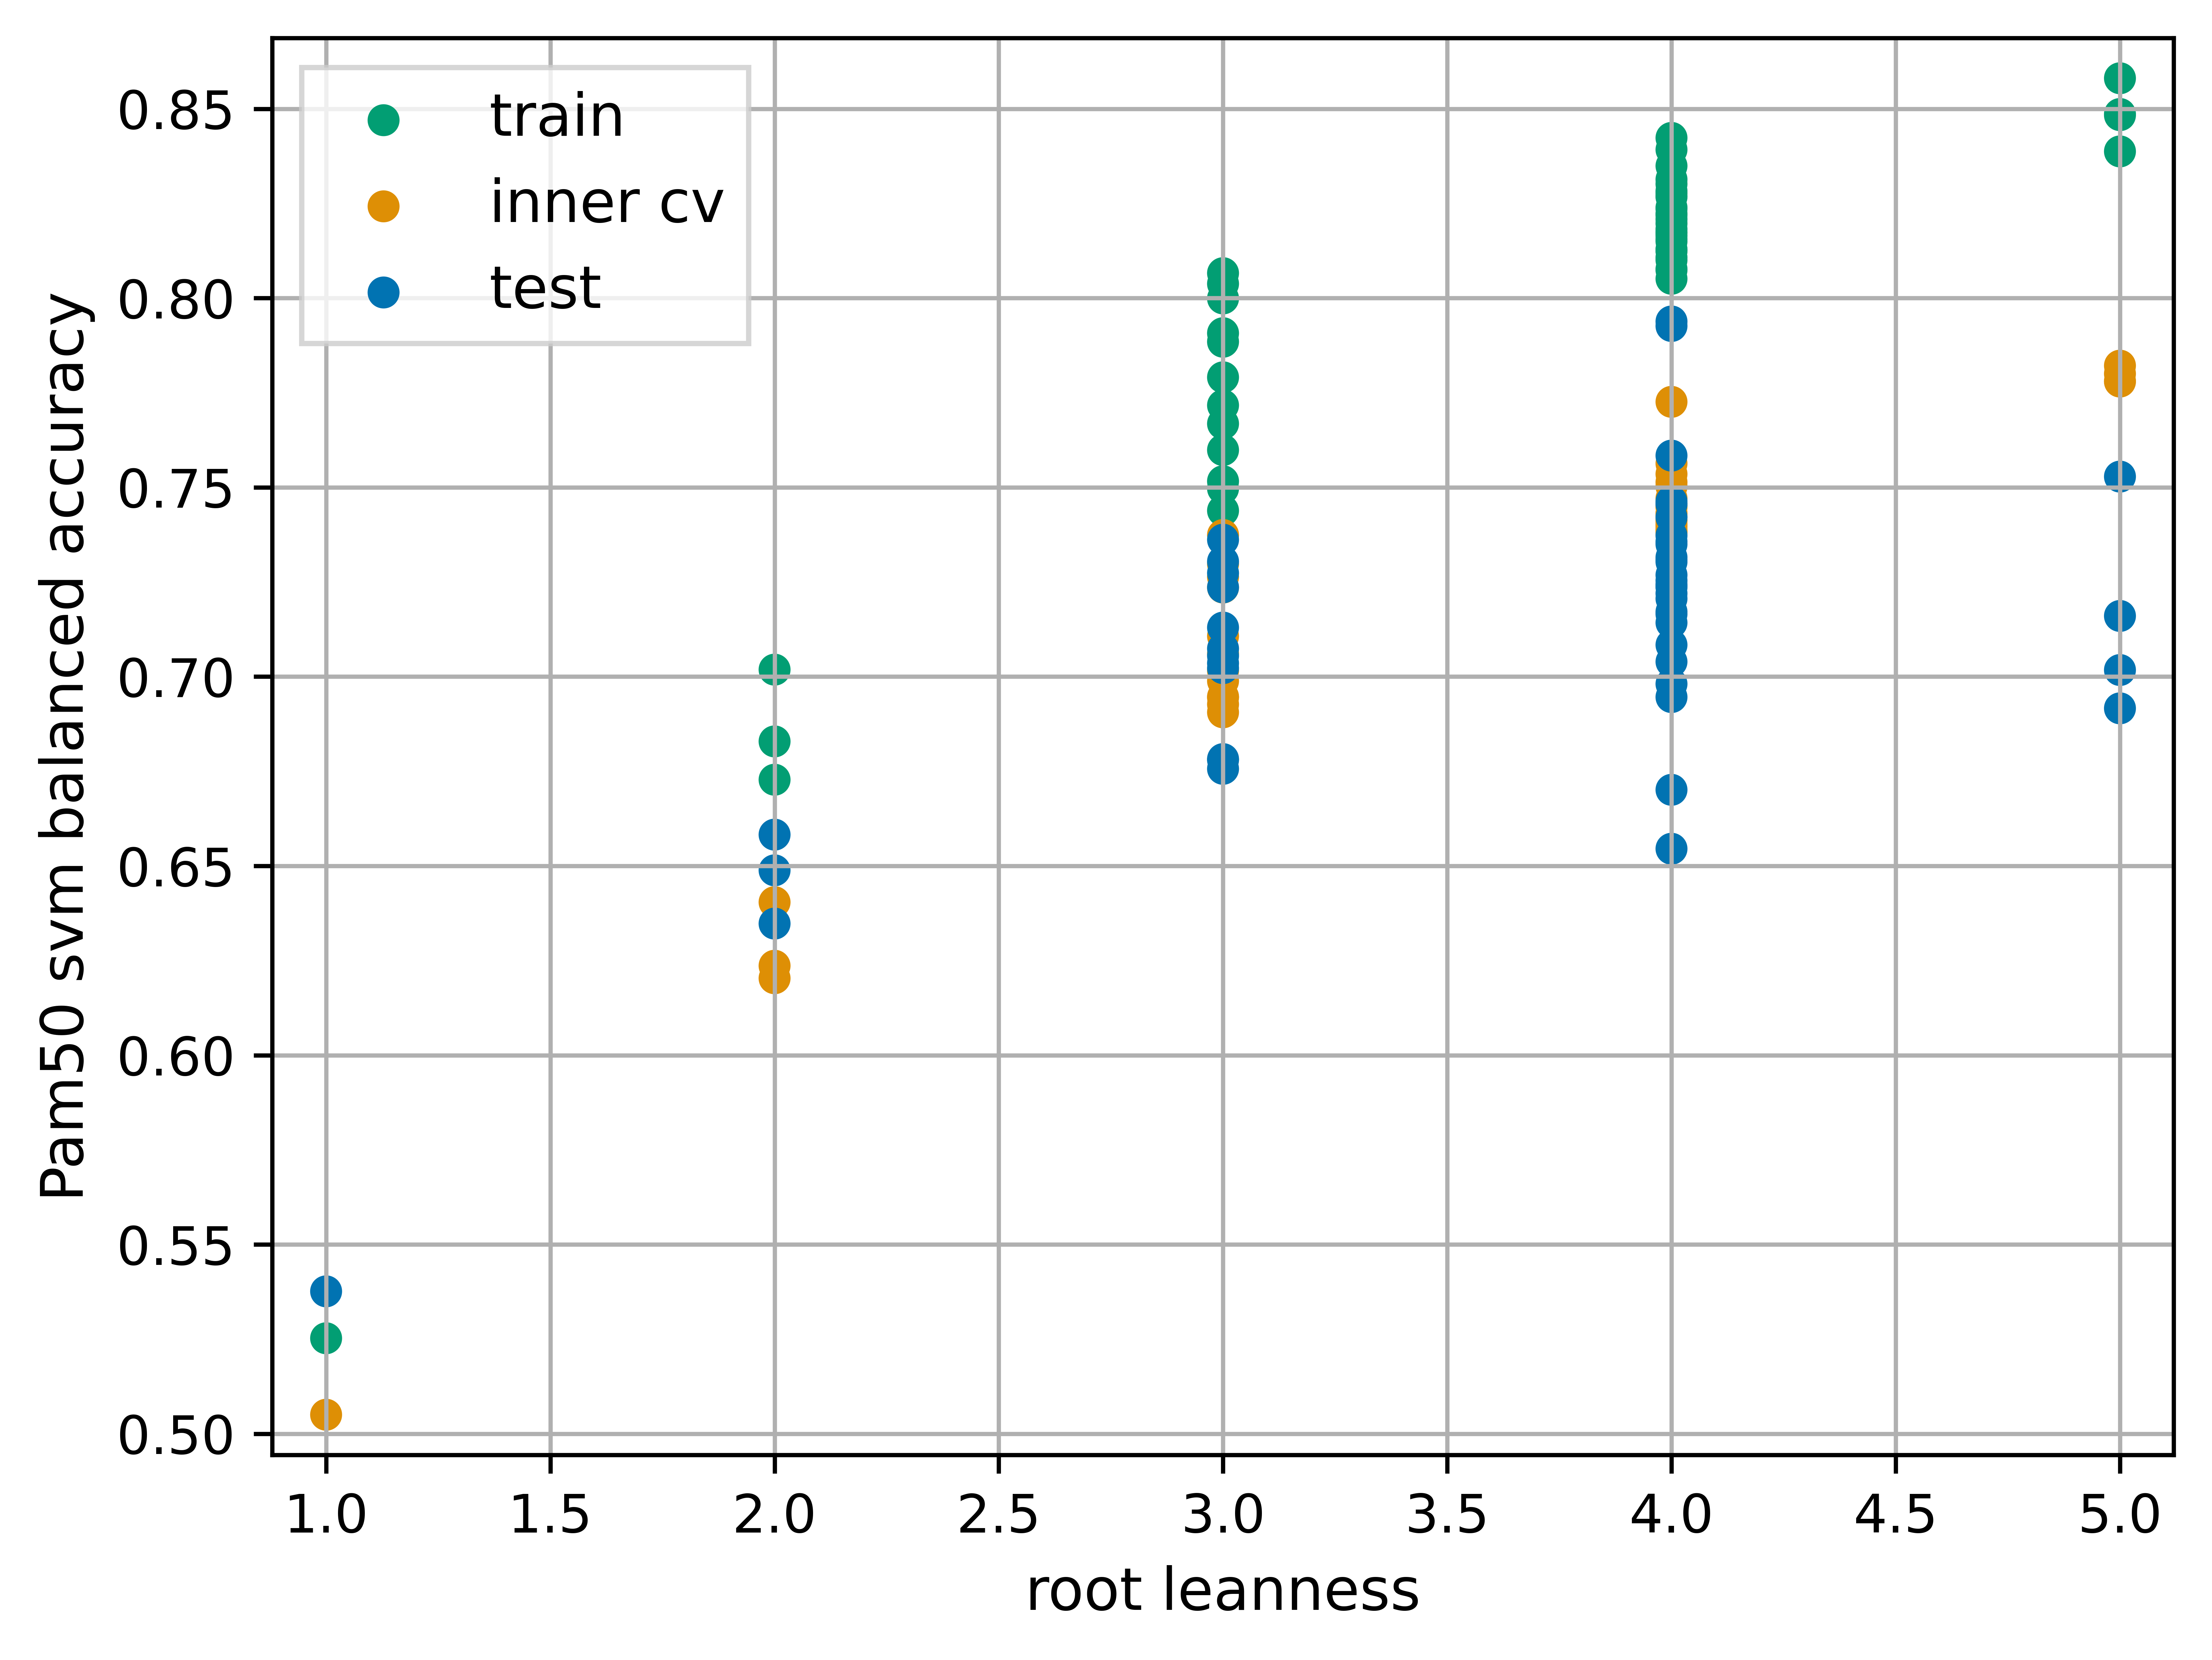 train
inner cv
test
Pam50 svm balanced accuracy
0.85
0.80
0.75
0.70
0.65
0.60
0.55
0.50
1.0 1.5 2.0 2.5 3.0 3.5 4.0 4.5 5.0
root leanness